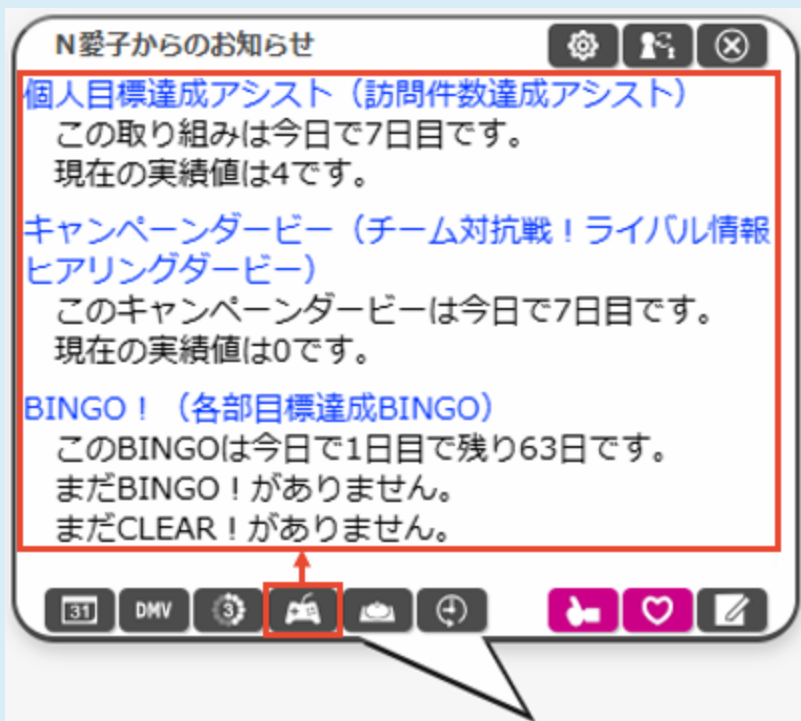 N愛子からのお知らせ
個人目標達成アシスト（訪問件数達成アシスト）
この取り組みは今日で7日目です。
現在の実績値は4です。
キャンペーンダービー（チーム対抗戦！ライバル情報
ヒアリングダービー）
このキャンペーンダービーは今日で7日目です。
現在の実績値は0です。
BINGO！（各部目標達成BINGO）
このBINGOは今日で1日目で残り63日です。
まだBINGO！がありません。
まだCLEAR！がありません。
31 DMV 3